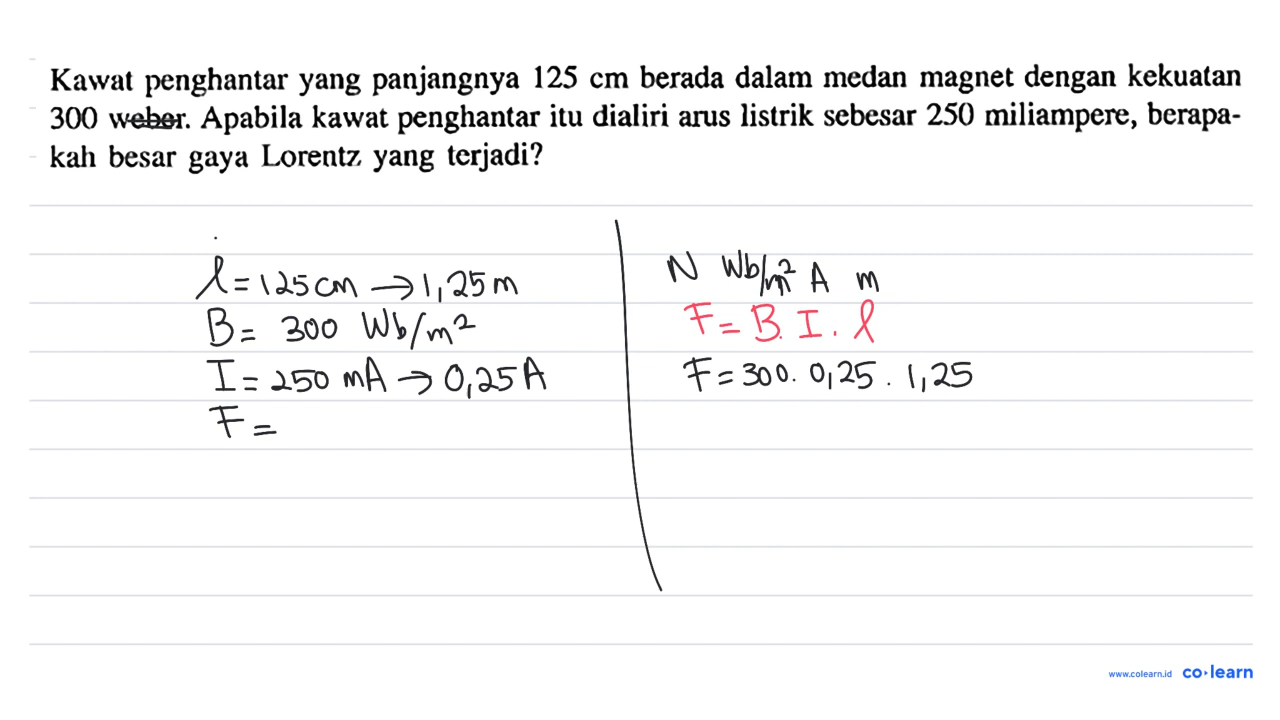 Kawat penghantar yang panjangnya 125 cm berada dalam medan magnet dengan kekuatan
300 weber. Apabila kawat penghantar itu dialiri arus listrik sebesar 250 miliampere, berapa-
kah besar gaya Lorentz yang terjadi?
l = 125 cm → 1,25 m
B = 300 Wb/m²
I = 250 mA → 0,25 A
F =
N Wb/m² A m
F = B. I. l
F = 300. 0,25. 1,25
www.colearn.id co·learn